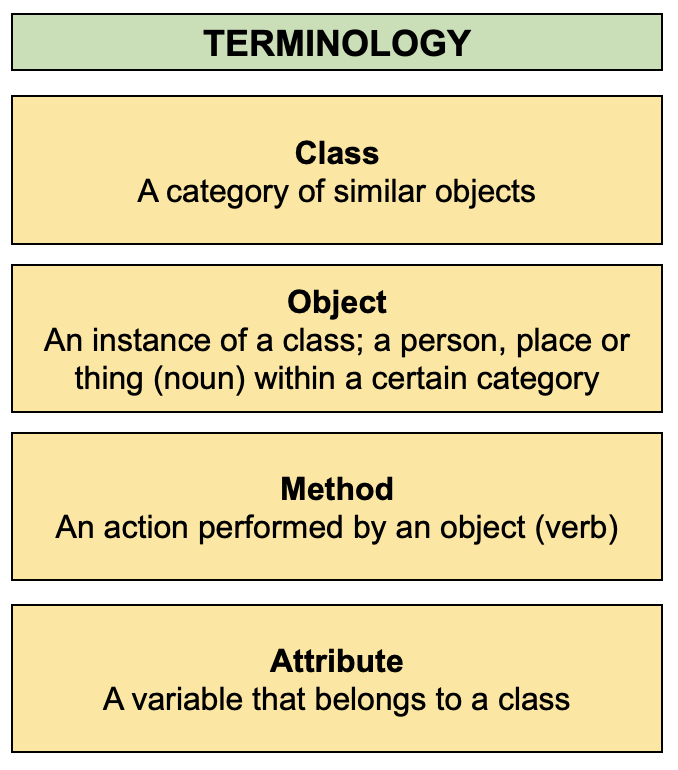 TERMINOLOGY
Class
A category of similar objects
Object
An instance of a class; a person, place or
thing (noun) within a certain category
Method
An action performed by an object (verb)
Attribute
A variable that belongs to a class